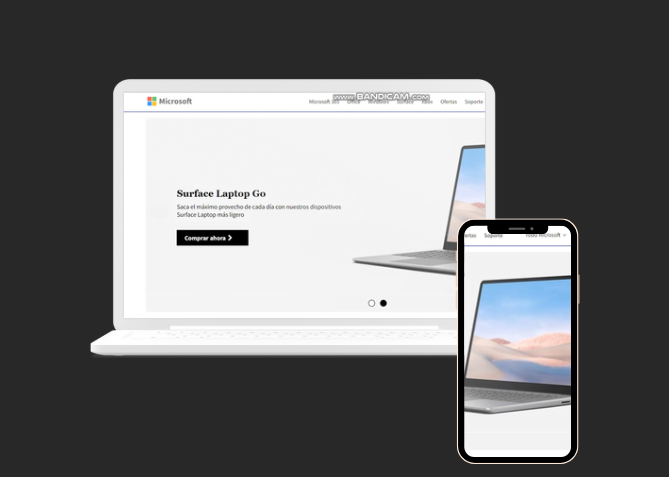 www.BANDICAM.com
Microsoft
Microsoft 365 Office Windows Surface Xbox Ofertas Soporte
Surface Laptop Go
Saca el máximo provecho de cada día con nuestros dispositivos
Surface Laptop más ligero
Comprar ahora
ertas Soporte Todo Microsoft